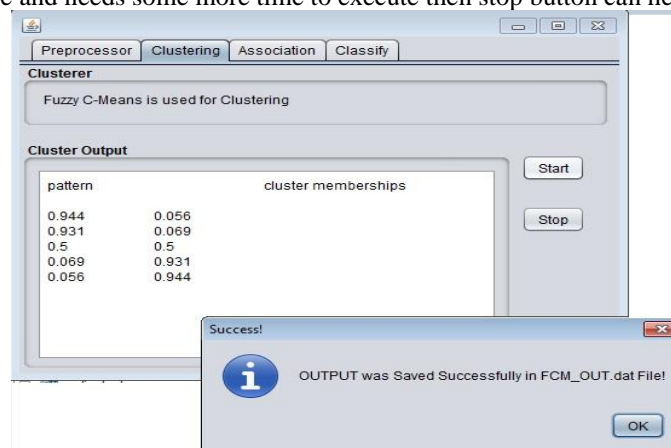 e and needs some more time to execute then stop button can he
Preprocessor Clustering Association Classify
Clusterer
Fuzzy C-Means is used for Clustering
Cluster Output
Start
pattern cluster memberships
Stop
0.944 0.056
0.931 0.069
0.5 0.5
0.069 0.931
0.056 0.944
Success!
OUTPUT was Saved Successfully in FCM_OUT.dat File!
OK